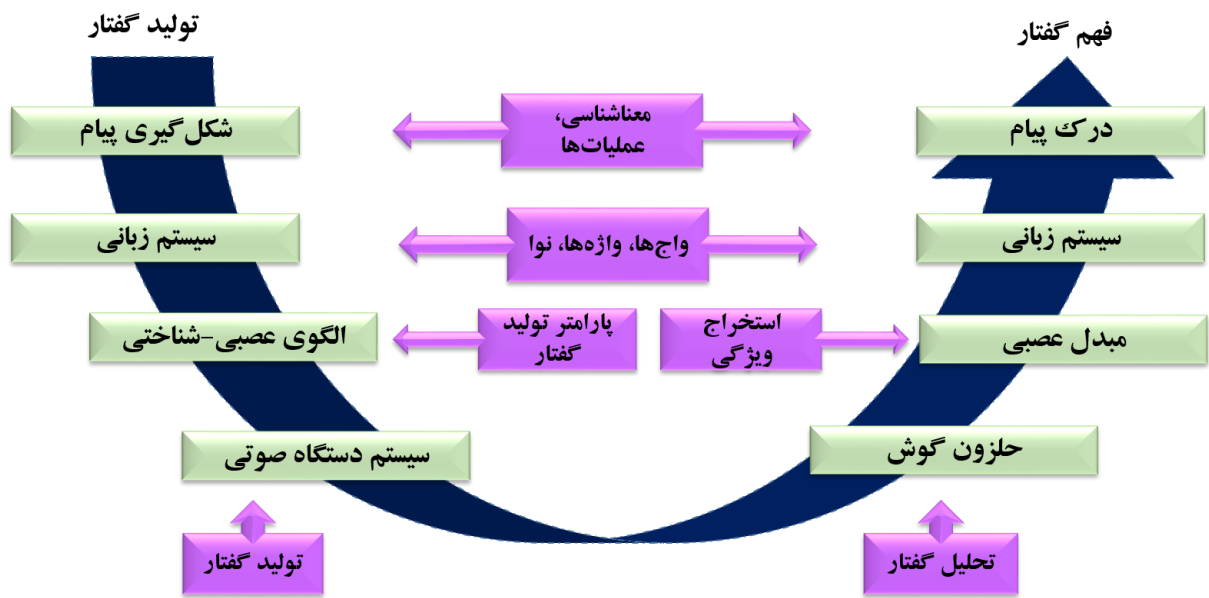 تولید گفتار
فهم گفتار
شکل‌گیری پیام
معناشناسی،
عملیات‌ها
درک پیام
سیستم زبانی
واج‌ها، واژه‌ها، نوا
سیستم زبانی
الگوی عصبی-شناختی
پارامتر تولید
گفتار
استخراج
ویژگی
مبدل عصبی
سیستم دستگاه صوتی
حلزون گوش
تولید گفتار
تحلیل گفتار